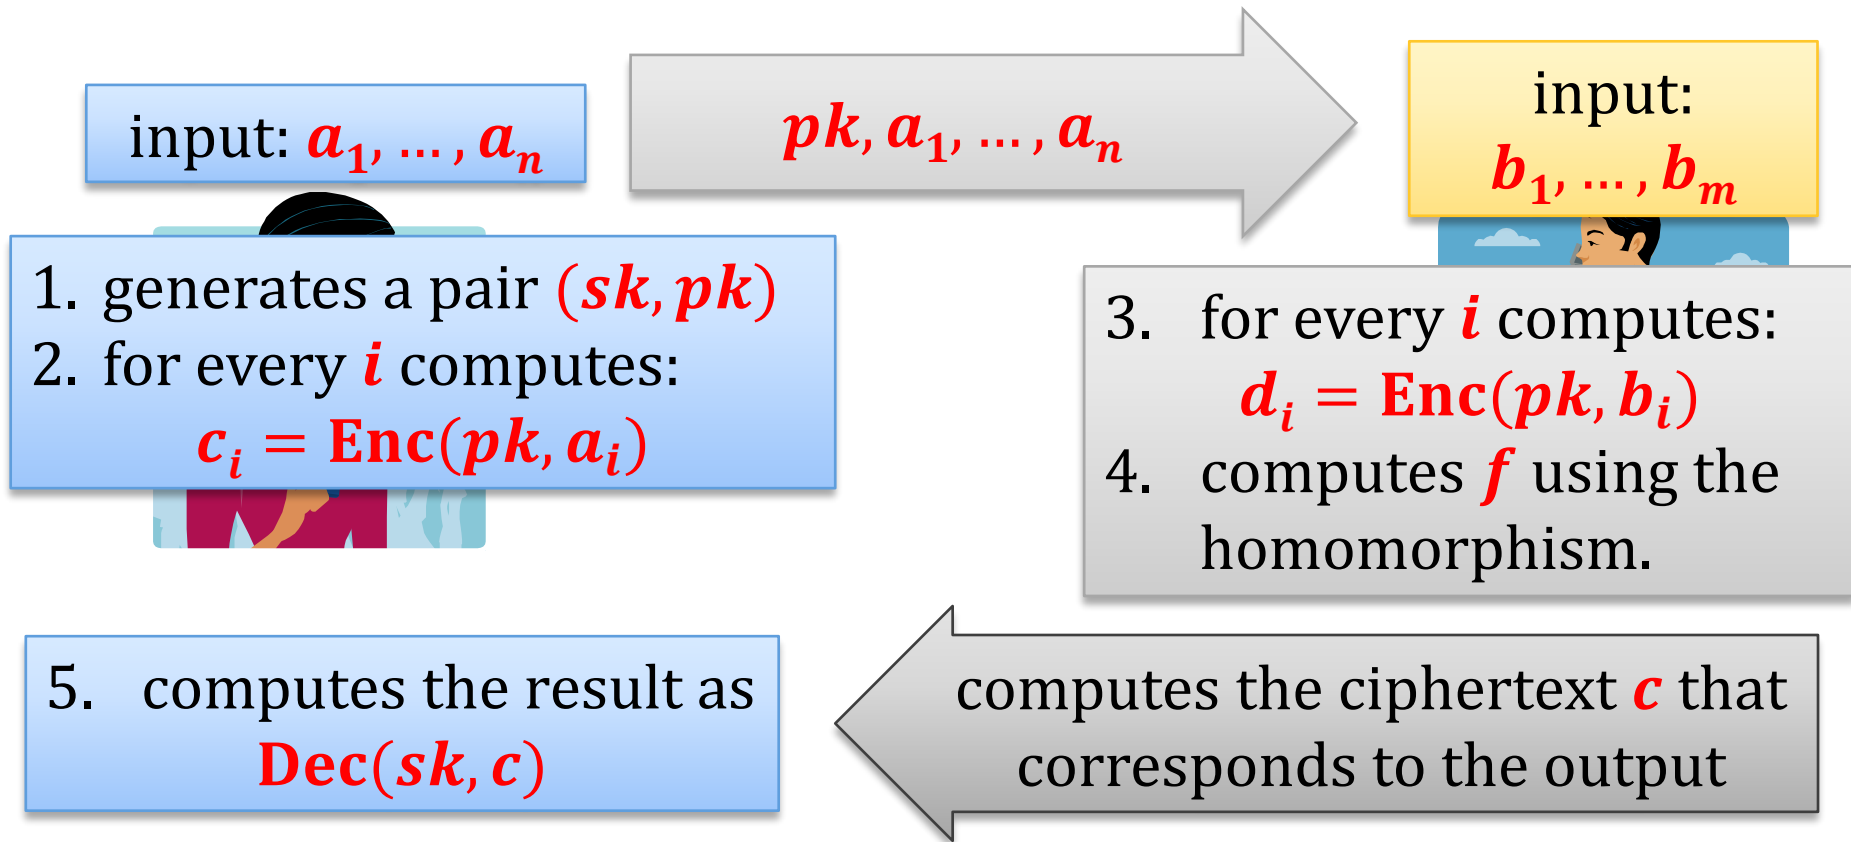 input: a₁, … , aₙ
pk, a₁, … , aₙ
input:
b₁, … , bₘ
1. generates a pair (sk, pk)
2. for every i computes:
cᵢ = Enc(pk, aᵢ)
3. for every i computes:
dᵢ = Enc(pk, bᵢ)
4. computes f using the
homomorphism.
computes the ciphertext c that
corresponds to the output
5. computes the result as
Dec(sk, c)